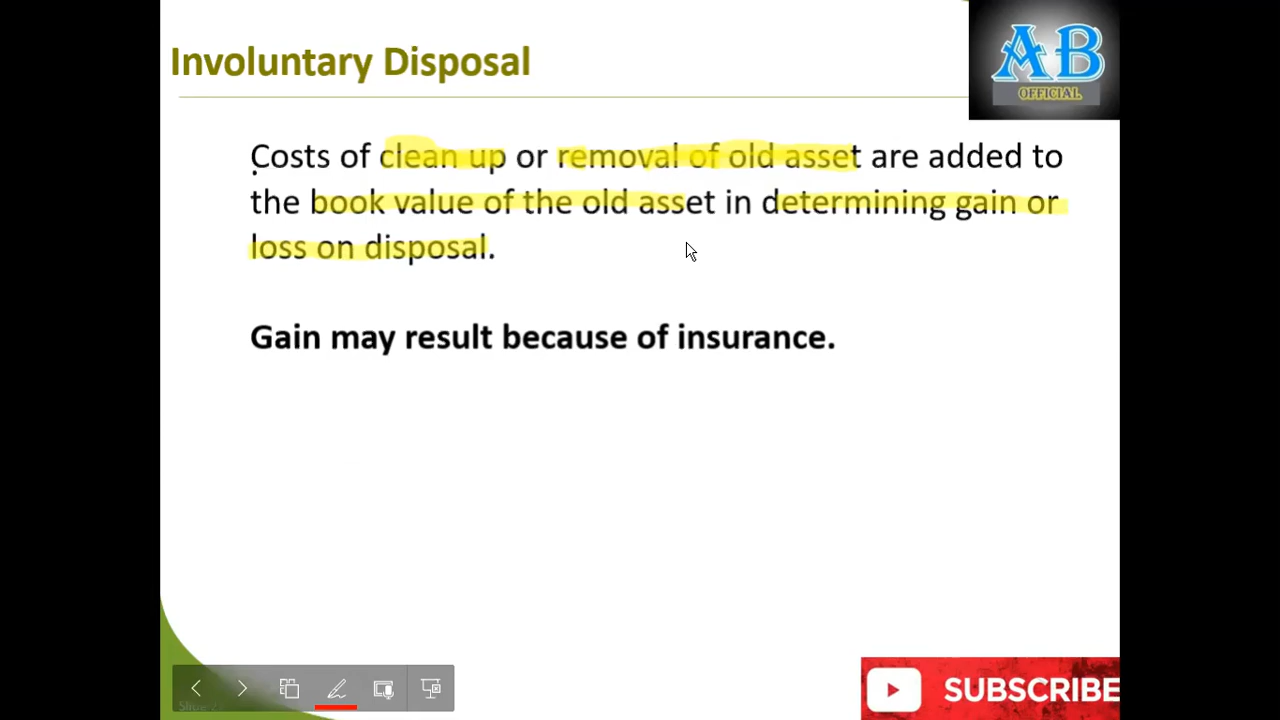 Involuntary Disposal
AB
OFFICIAL
Costs of clean up or removal of old asset are added to
the book value of the old asset in determining gain or
loss on disposal.
Gain may result because of insurance.
SUBSCRIBE